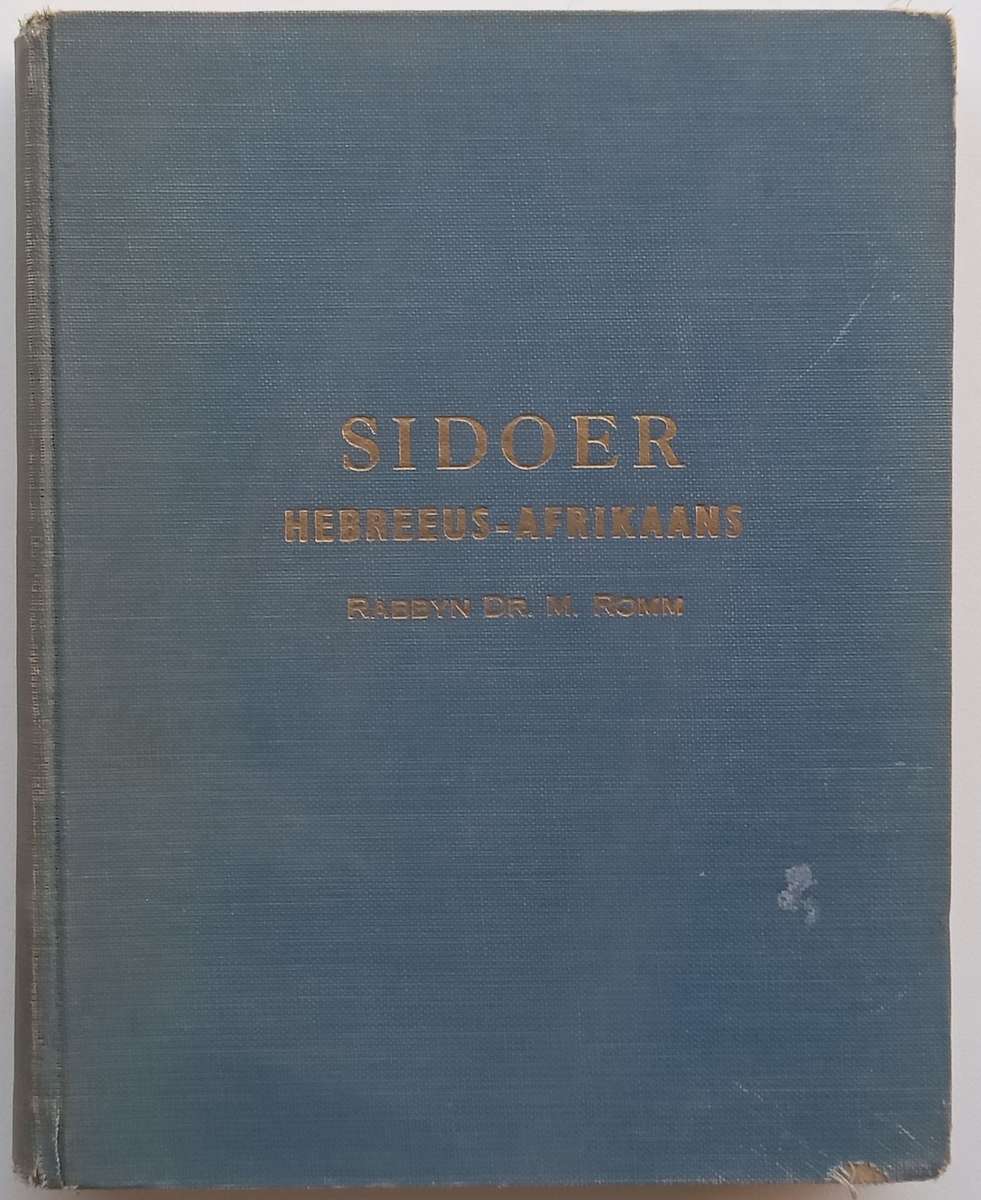 SIDOER
HEBREEUS-AFRIKAANS
RABBYN DR. M. ROMM